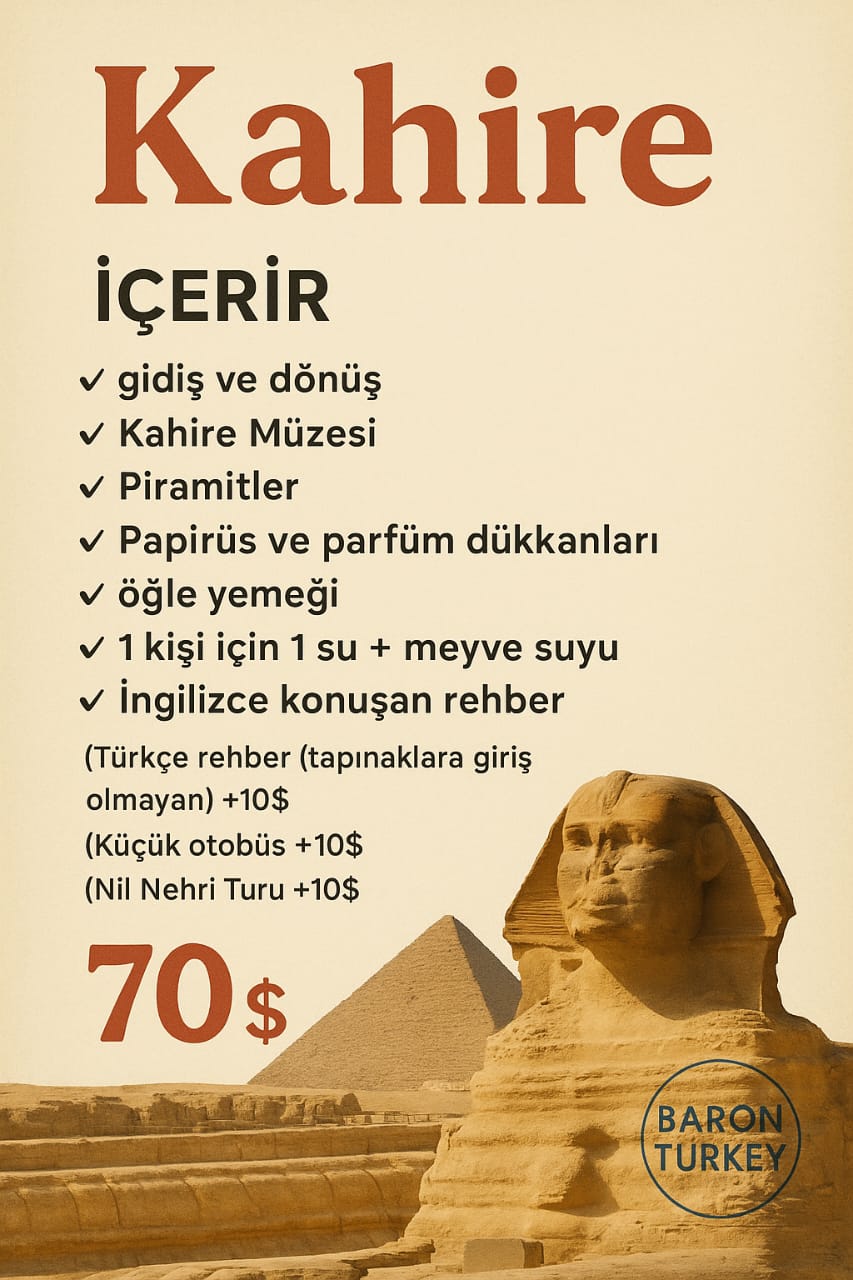 Kahire
İÇERİR
✓ gidiş ve dönüş
✓ Kahire Müzesi
✓ Piramitler
✓ Papirüs ve parfüm dükkanları
✓ öğle yemeği
✓ 1 kişi için 1 su + meyve suyu
✓ İngilizce konuşan rehber
(Türkçe rehber (tapınaklara giriş
olmayan) +10$
(Küçük otobüs +10$
(Nil Nehri Turu +10$
70$
BARON
TURKEY